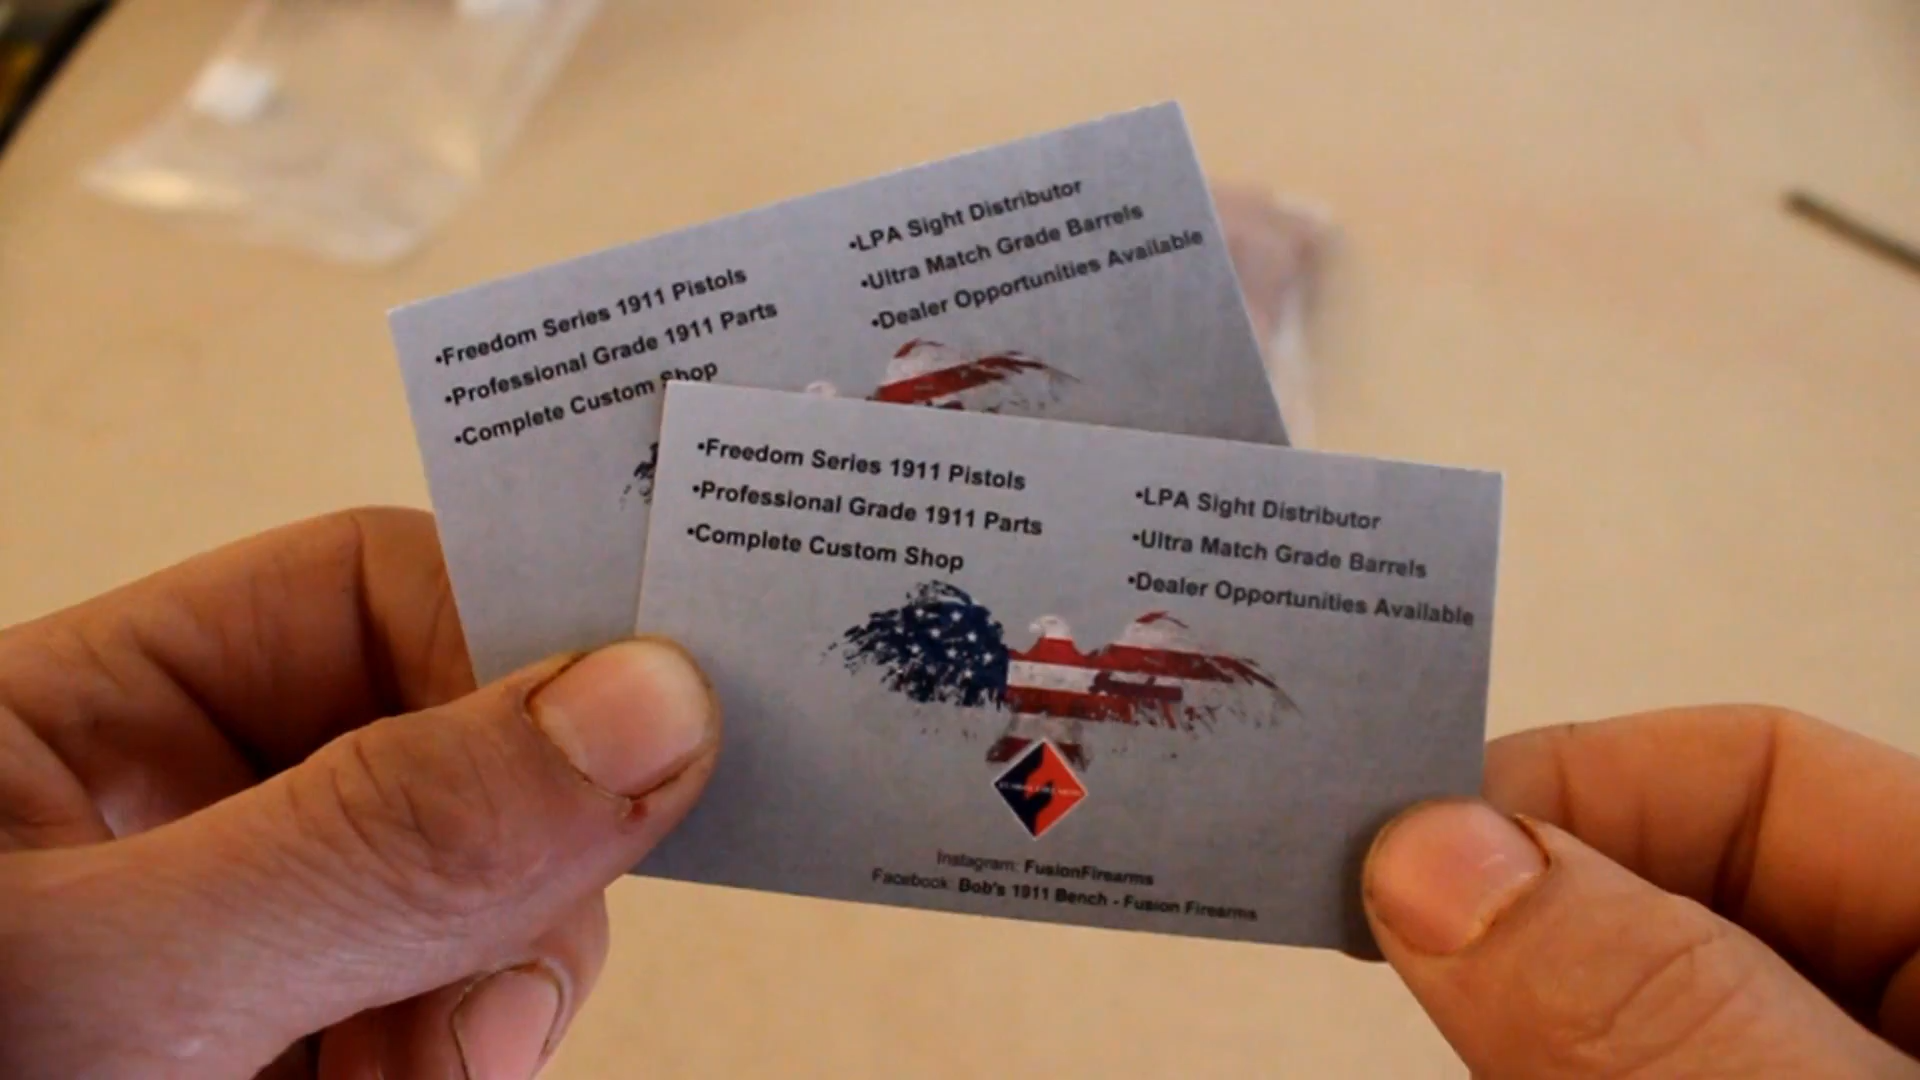 •Freedom Series 1911 Pistols
•Professional Grade 1911 Parts
•Complete Custom Shop
•LPA Sight Distributor
•Ultra Match Grade Barrels
•Dealer Opportunities Available
•Freedom Series 1911 Pistols
•Professional Grade 1911 Parts
•Complete Custom Shop
•LPA Sight Distributor
•Ultra Match Grade Barrels
•Dealer Opportunities Available
Instagram: FusionFirearms
Facebook: Bob's 1911 Bench - Fusion Firearms